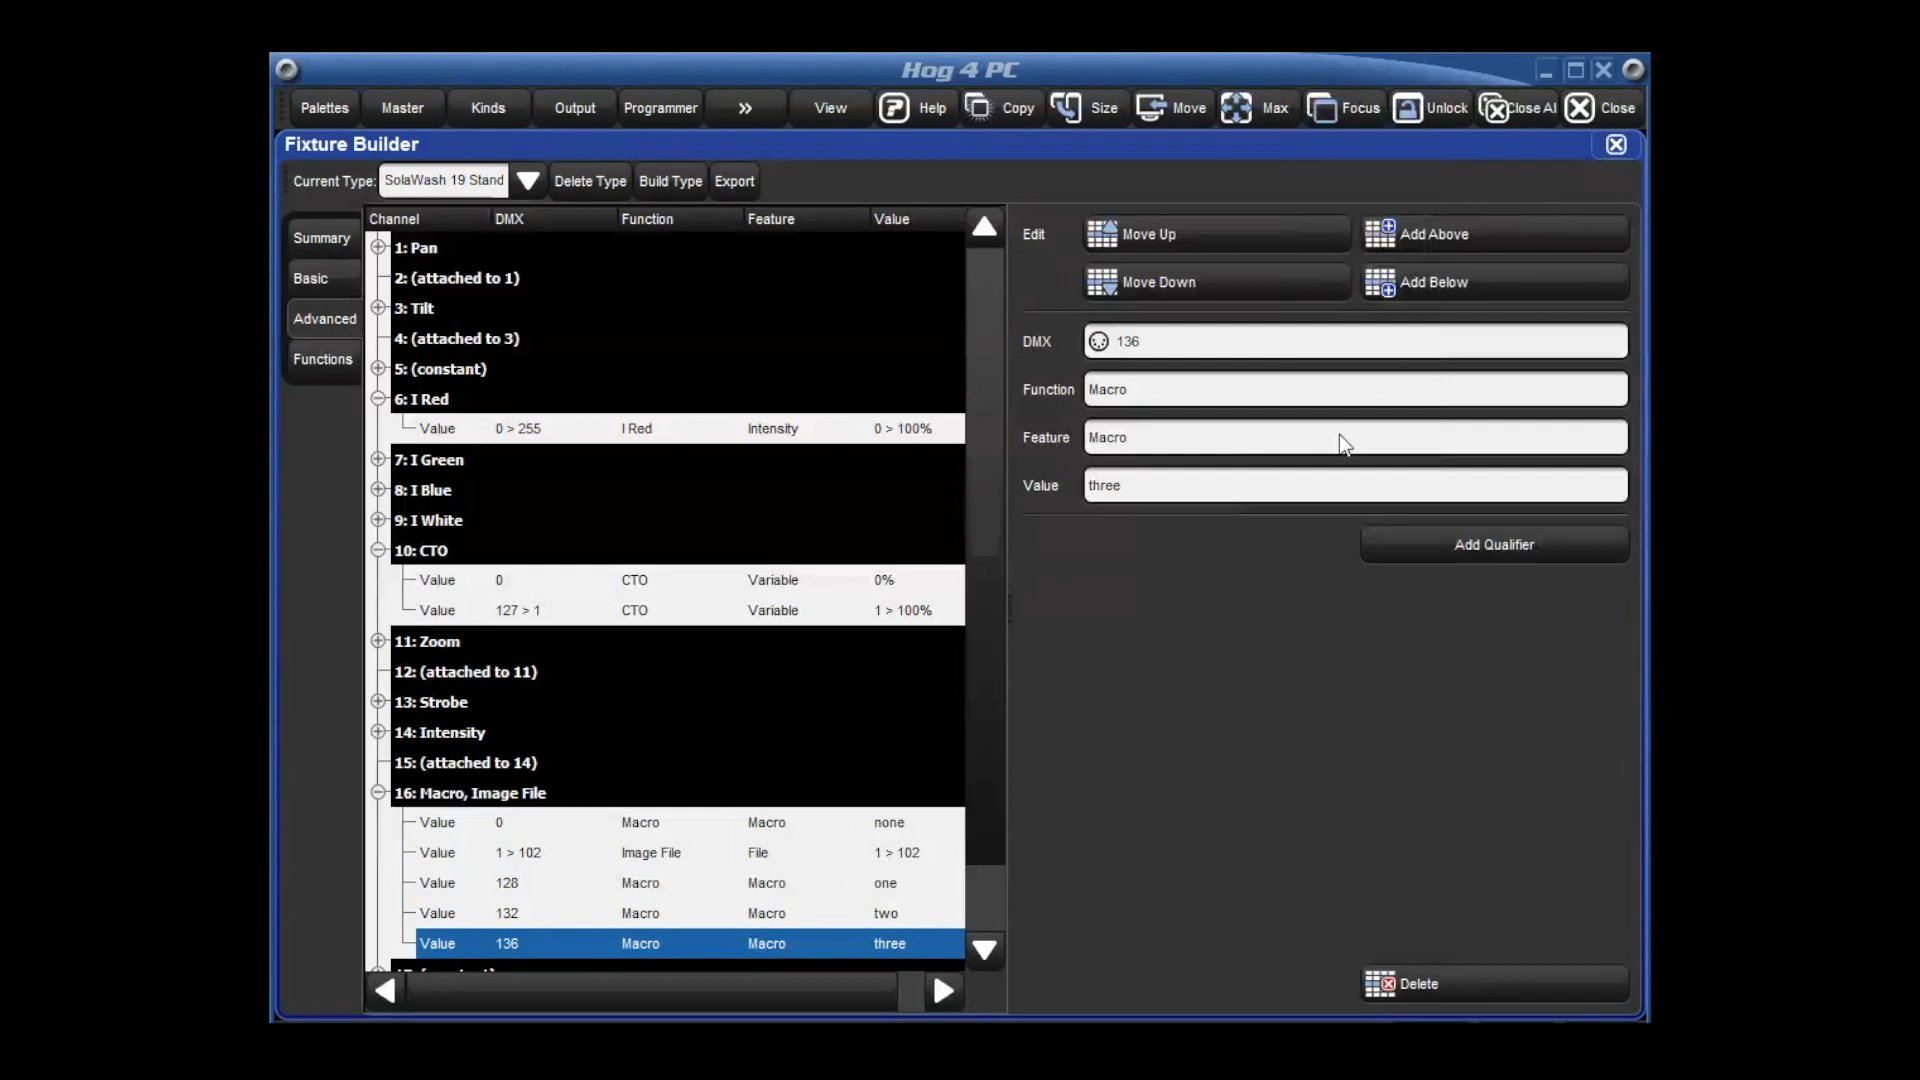 Hog 4 PC
Palettes Master Kinds Output Programmer » View Help Copy Size Move Max Focus Unlock Close Al Close
Fixture Builder
Current Type: SolaWash 19 Stand Delete Type Build Type Export
Summary
Basic
Advanced
Functions
Channel DMX Function Feature Value
1: Pan
2: (attached to 1)
3: Tilt
4: (attached to 3)
5: (constant)
6: I Red
Value 0 > 255 I Red Intensity 0 > 100%
7: I Green
8: I Blue
9: I White
10: CTO
Value 0 CTO Variable 0%
Value 127 > 1 CTO Variable 1 > 100%
11: Zoom
12: (attached to 11)
13: Strobe
14: Intensity
15: (attached to 14)
16: Macro, Image File
Value 0 Macro Macro none
Value 1 > 102 Image File File 1 > 102
Value 128 Macro Macro one
Value 132 Macro Macro two
Value 136 Macro Macro three
Edit Move Up Add Above
Move Down Add Below
DMX 136
Function Macro
Feature Macro
Value three
Add Qualifier
Delete